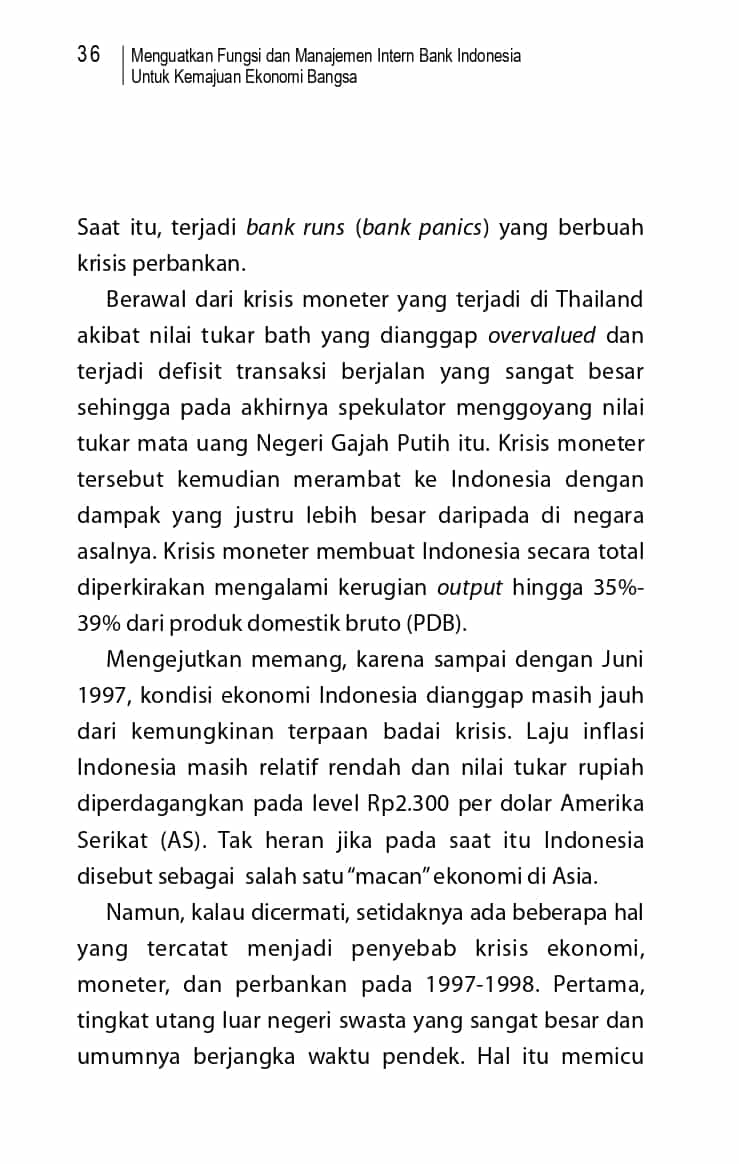 36
Menguatkan Fungsi dan Manajemen Intern Bank Indonesia
Untuk Kemajuan Ekonomi Bangsa
Saat itu, terjadi bank runs (bank panics) yang berbuah
krisis perbankan.
Berawal dari krisis moneter yang terjadi di Thailand
akibat nilai tukar bath yang dianggap overvalued dan
terjadi defisit transaksi berjalan yang sangat besar
sehingga pada akhirnya spekulator menggoyang nilai
tukar mata uang Negeri Gajah Putih itu. Krisis moneter
tersebut kemudian merambat ke Indonesia dengan
dampak yang justru lebih besar daripada di negara
asalnya. Krisis moneter membuat Indonesia secara total
diperkirakan mengalami kerugian output hingga 35%-
39% dari produk domestik bruto (PDB).
Mengejutkan memang, karena sampai dengan Juni
1997, kondisi ekonomi Indonesia dianggap masih jauh
dari kemungkinan terpaan badai krisis. Laju inflasi
Indonesia masih relatif rendah dan nilai tukar rupiah
diperdagangkan pada level Rp2.300 per dolar Amerika
Serikat (AS). Tak heran jika pada saat itu Indonesia
disebut sebagai salah satu “macan” ekonomi di Asia.
Namun, kalau dicermati, setidaknya ada beberapa hal
yang tercatat menjadi penyebab krisis ekonomi,
moneter, dan perbankan pada 1997-1998. Pertama,
tingkat utang luar negeri swasta yang sangat besar dan
umumnya berjangka waktu pendek. Hal itu memicu